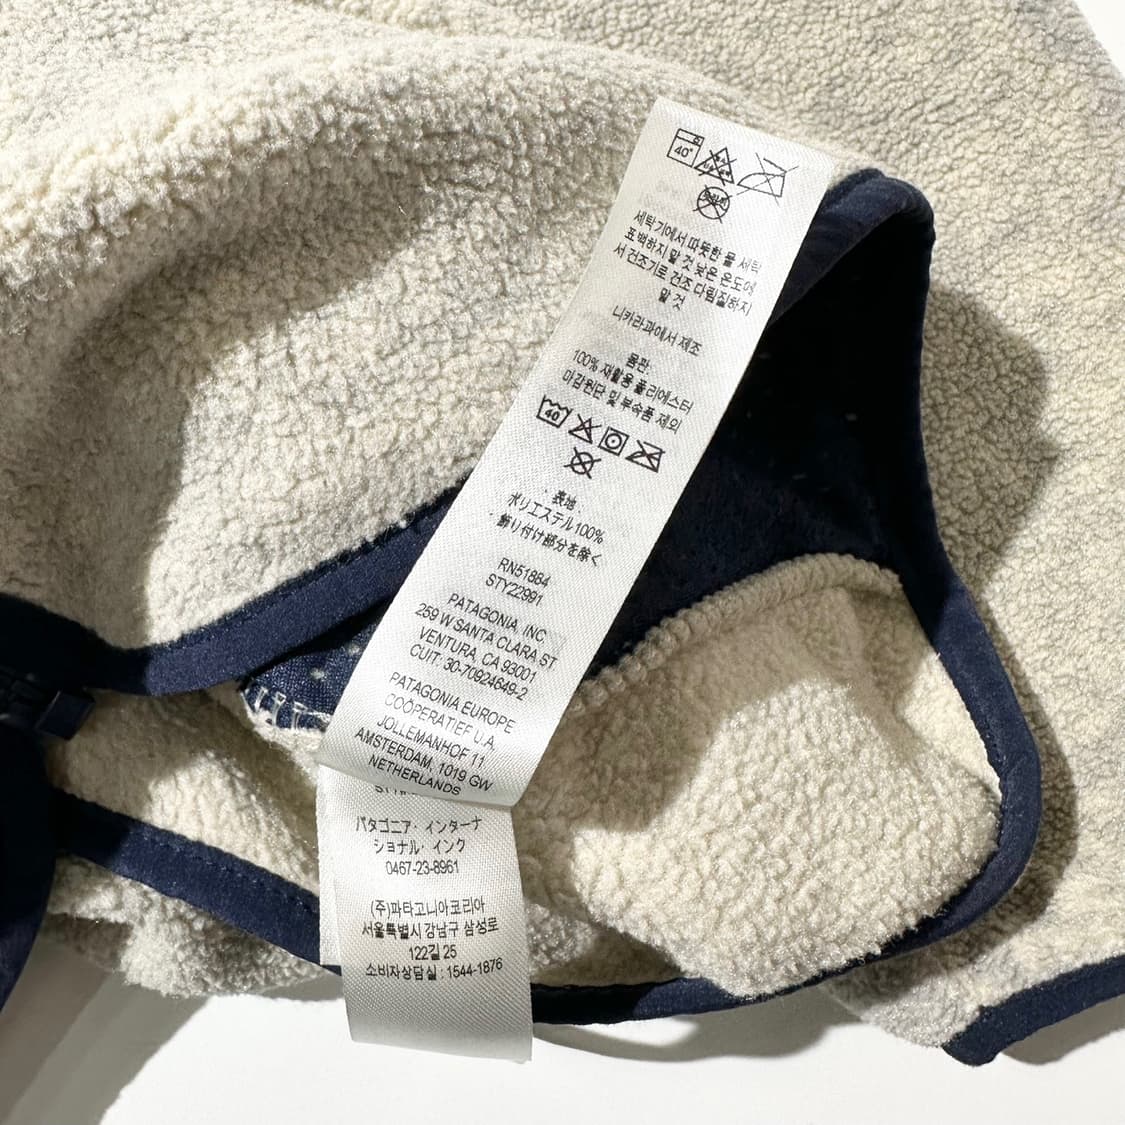 40°
세탁기에서 따뜻한 물 세탁
표백하지 말 것 낮은 온도에
서 건조기로 건조 다림질하지
말 것
니카라과에서 제조
몸판:
100% 재활용 폴리에스터
마감원단 및 부속품 제외
40
表地
ポリエステル100%
飾り付け部分を除く
RN51884
STY22991
PATAGONIA, INC.
259 W SANTA CLARA ST
VENTURA, CA 93001
CUIT: 30-70924649-2
PATAGONIA EUROPE
COÖPERATIEF U.A.
JOLLEMANHOF 11
AMSTERDAM, 1019 GW
NETHERLANDS
パタゴニア・インターナ
ショナル・インク
0467-23-8961
(주)파타고니아코리아
서울특별시 강남구 삼성로
122길 25
소비자상담실 : 1544-1876